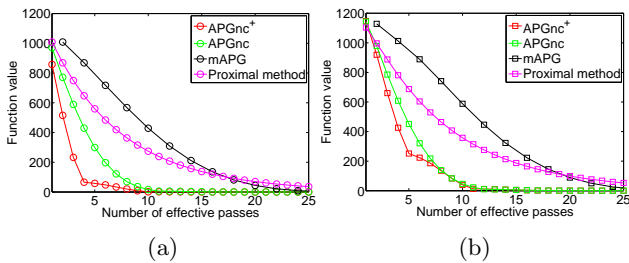 1200
1000
800
600
400
200
0
Function value
5
10
15
20
25
Number of effective passes
APGnc+
APGnc
mAPG
Proximal method
(a)
1200
1000
800
600
400
200
0
Function value
5
10
15
20
25
Number of effective passes
APGnc+
APGnc
mAPG
Proximal method
(b)